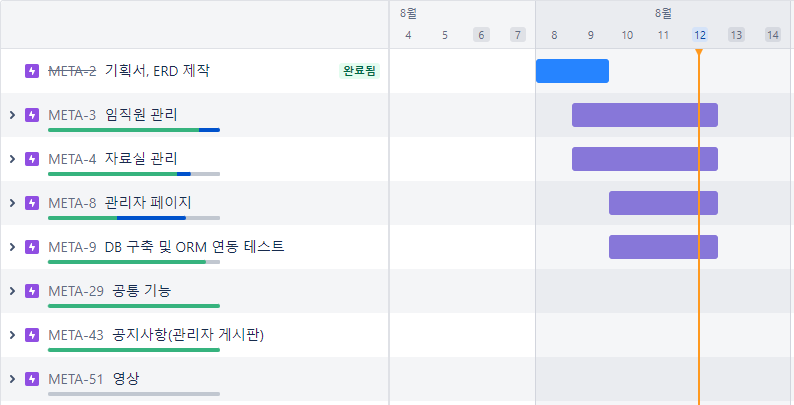 8월 8월
4 5 6 7 8 9 10 11 12 13 14
META-2 기획서, ERD 제작 완료됨
META-3 임직원 관리
META-4 자료실 관리
META-8 관리자 페이지
META-9 DB 구축 및 ORM 연동 테스트
META-29 공통 기능
META-43 공지사항(관리자 게시판)
META-51 영상